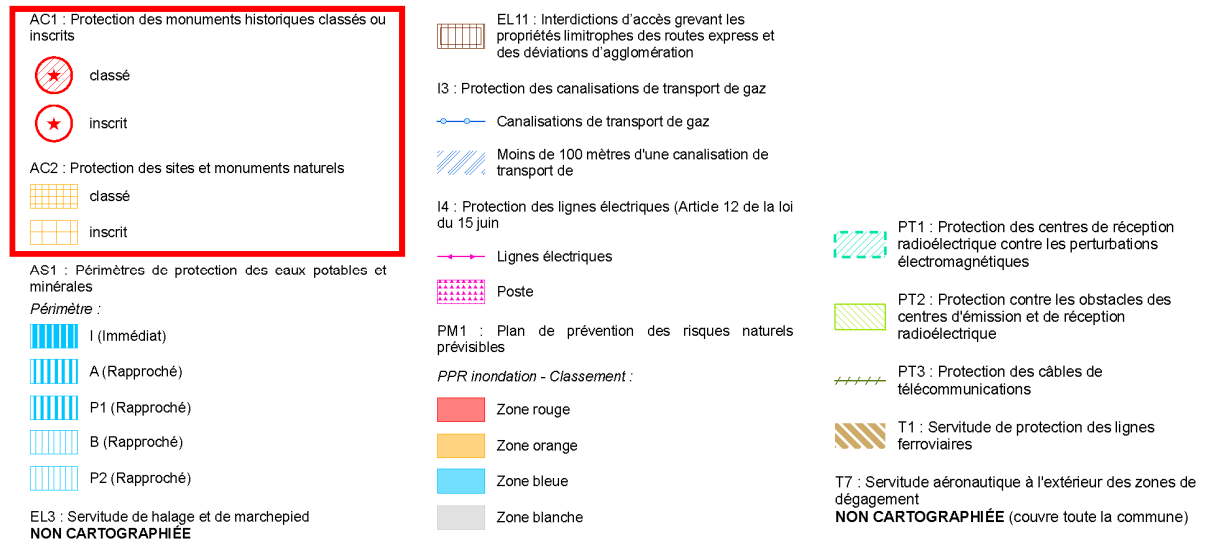 AC1 : Protection des monuments historiques classés ou
inscrits
classé
inscrit
AC2 : Protection des sites et monuments naturels
classé
inscrit
AS1 : Périmètres de protection des eaux potables et
minérales
Périmètre :
I (Immédiat)
A (Rapproché)
P1 (Rapproché)
B (Rapproché)
P2 (Rapproché)
EL3 : Servitude de halage et de marchepied
NON CARTOGRAPHIÉE
EL11 : Interdictions d'accès grevant les
propriétés limitrophes des routes express et
des déviations d'agglomération
I3 : Protection des canalisations de transport de gaz
Canalisations de transport de gaz
Moins de 100 mètres d'une canalisation de
transport de
I4 : Protection des lignes électriques (Article 12 de la loi
du 15 juin
Lignes électriques
Poste
PM1 : Plan de prévention des risques naturels
prévisibles
PPR inondation - Classement :
Zone rouge
Zone orange
Zone bleue
Zone blanche
PT1 : Protection des centres de réception
radioélectrique contre les perturbations
électromagnétiques
PT2 : Protection contre les obstacles des
centres d'émission et de réception
radioélectrique
PT3 : Protection des câbles de
télécommunications
T1 : Servitude de protection des lignes
ferroviaires
T7 : Servitude aéronautique à l'extérieur des zones de
dégagement
NON CARTOGRAPHIÉE (couvre toute la commune)